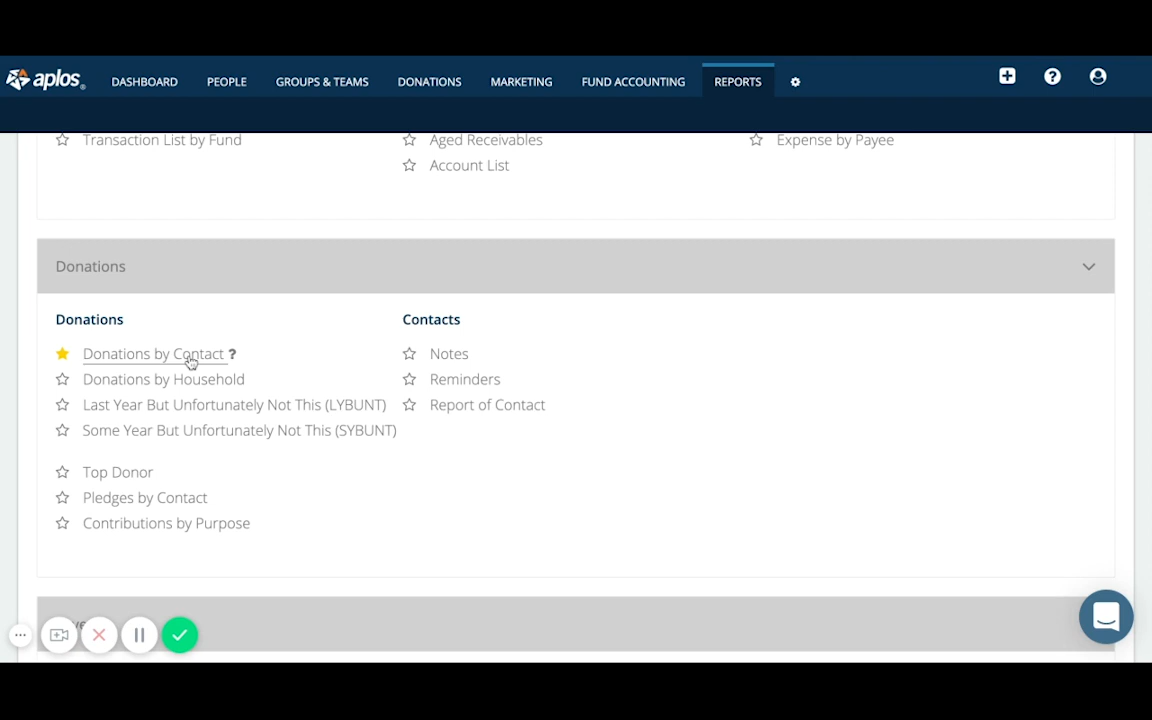 aplos
DASHBOARD
PEOPLE
GROUPS & TEAMS
DONATIONS
MARKETING
FUND ACCOUNTING
REPORTS
Transaction List by Fund
Aged Receivables
Expense by Payee
Account List
Donations
Donations
Contacts
Donations by Contact ?
Notes
Donations by Household
Reminders
Last Year But Unfortunately Not This (LYBUNT)
Report of Contact
Some Year But Unfortunately Not This (SYBUNT)
Top Donor
Pledges by Contact
Contributions by Purpose